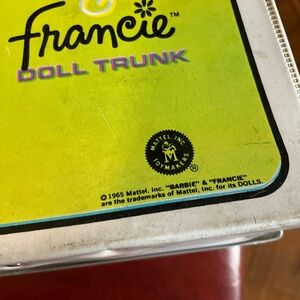 francie™
DOLL TRUNK
MATTEL, INC.
M
TOYMAKERS
®
© 1965 Mattel, Inc. "BARBIE" & "FRANCIE"
are the trademarks of Mattel, Inc. for its DOLLS.